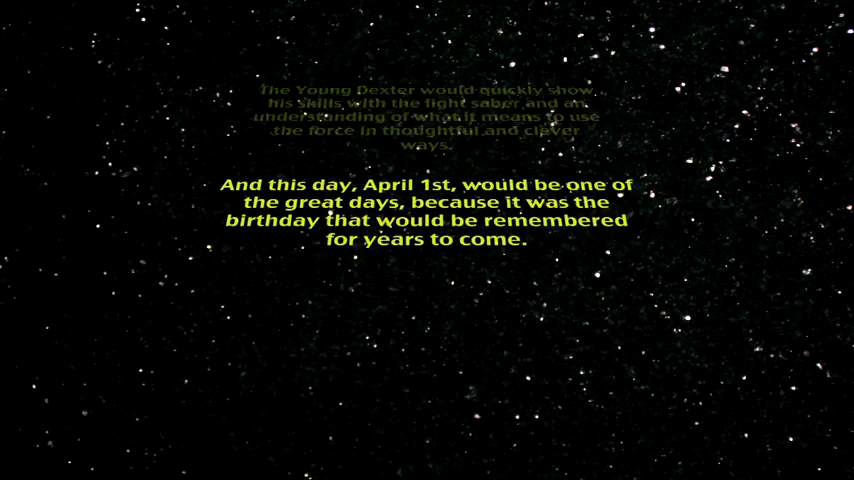 The Young Dexter would quickly show
his skills with the light saber and an
understanding of what it means to use
the force in thoughtful and clever
ways.
And this day, April 1st, would be one of
the great days, because it was the
birthday that would be remembered
for years to come.